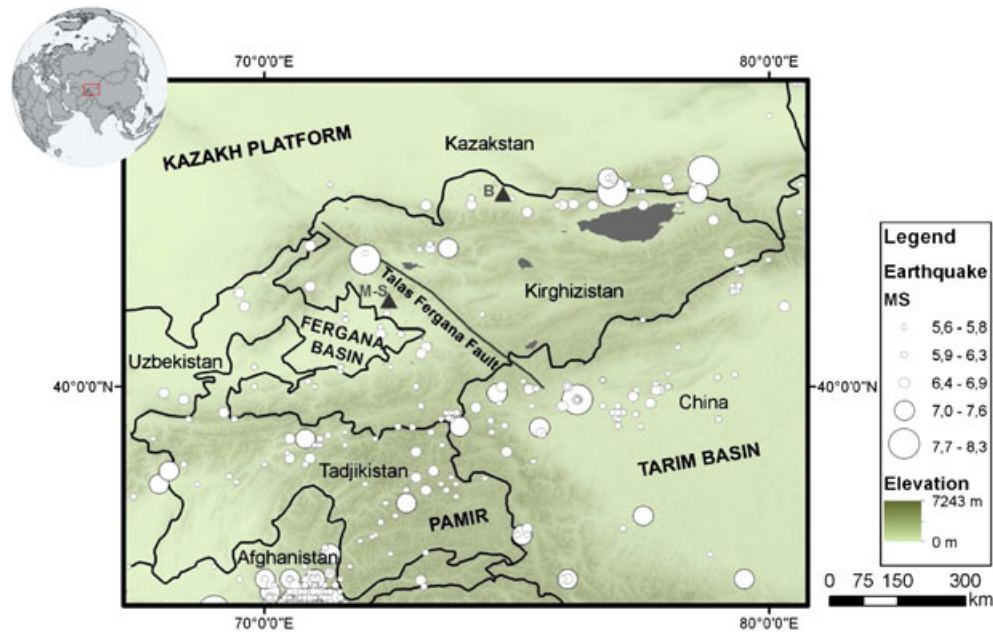 70°0'0"E
80°0'0"E
KAZAKH PLATFORM
Kazakstan
B
Talas Fergana Fault
M-S
Kirghizistan
FERGANA
BASIN
Uzbekistan
40°0'0"N
40°0'0"N
China
TARIM BASIN
Tadjikistan
PAMIR
Afghanistan
70°0'0"E
80°0'0"E
Legend
Earthquake
MS
5,6 - 5,8
5,9 - 6,3
6,4 - 6,9
7,0 - 7,6
7,7 - 8,3
Elevation
7243 m
0 m
0 75 150 300
km